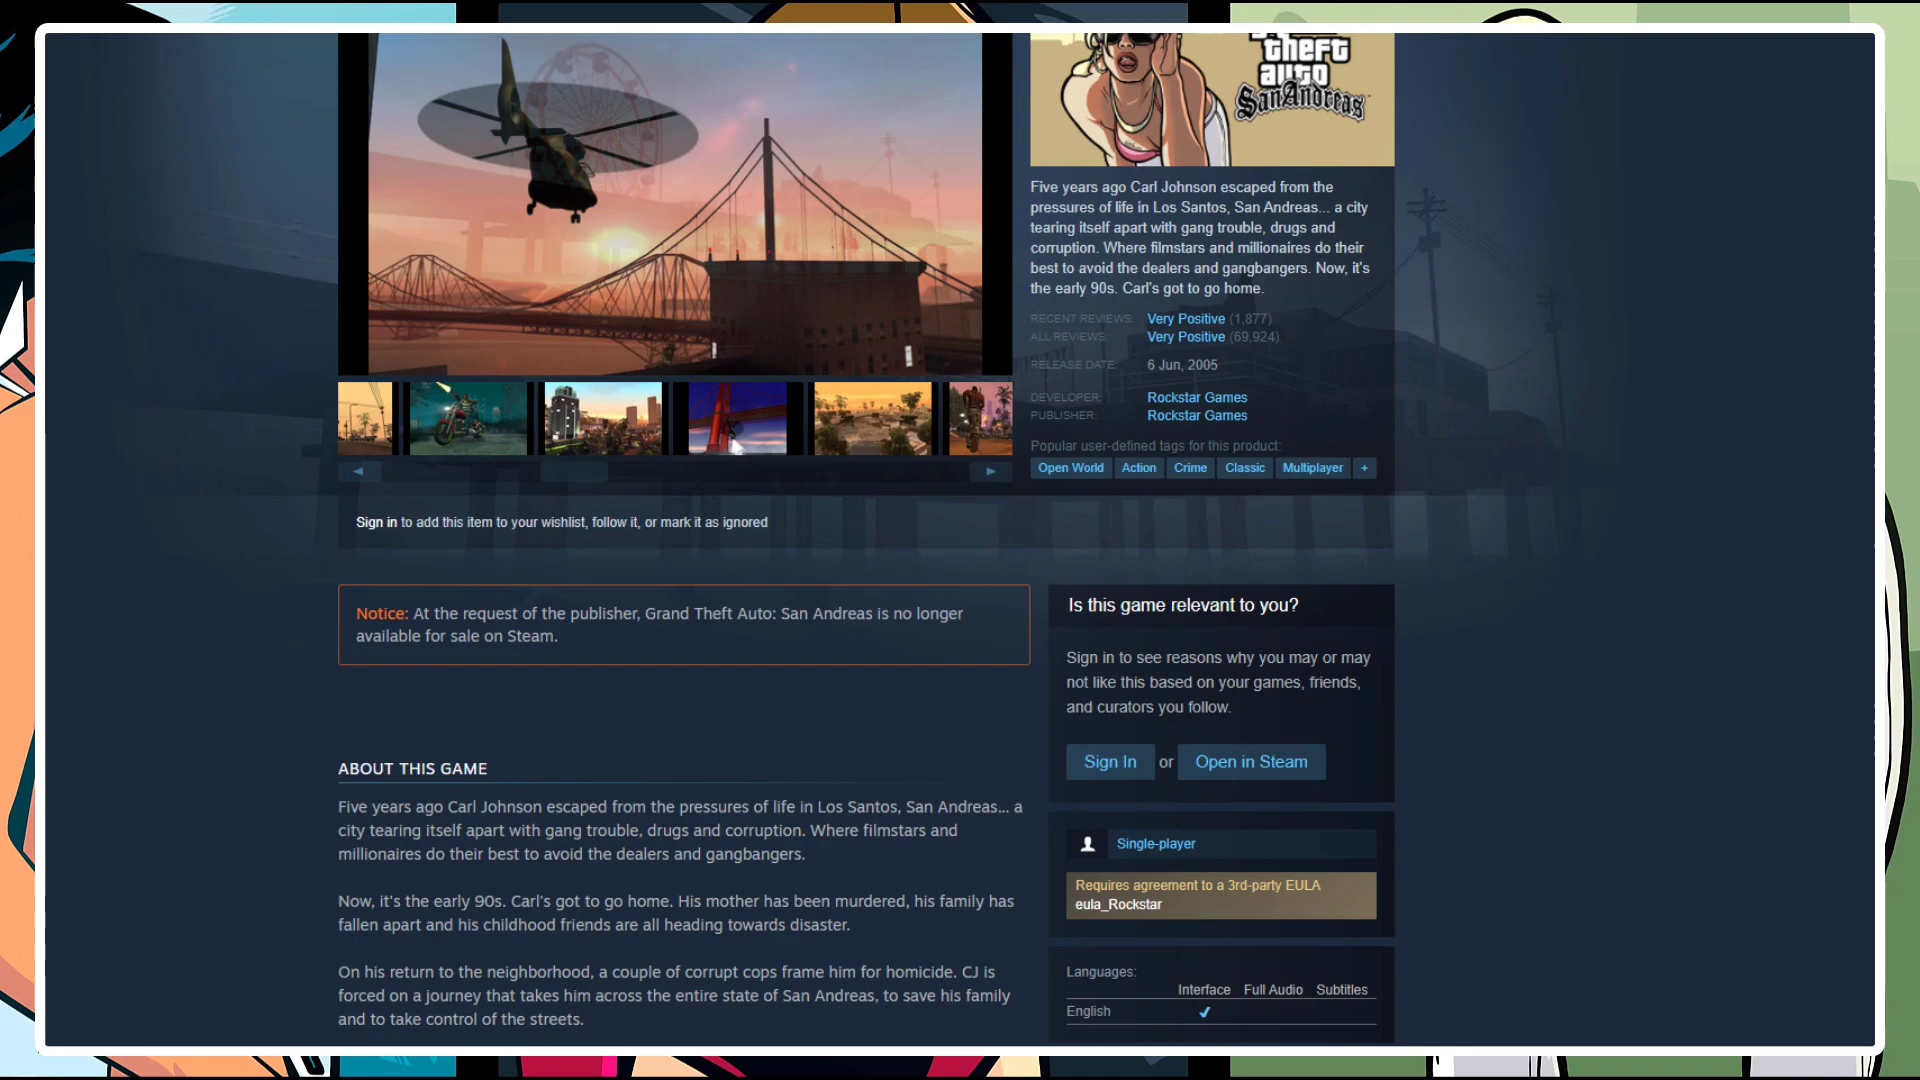 theft
auto
San Andreas
Five years ago Carl Johnson escaped from the
pressures of life in Los Santos, San Andreas... a city
tearing itself apart with gang trouble, drugs and
corruption. Where filmstars and millionaires do their
best to avoid the dealers and gangbangers. Now, it's
the early 90s. Carl's got to go home.
RECENT REVIEWS: Very Positive (1,877)
ALL REVIEWS: Very Positive (69,924)
RELEASE DATE: 6 Jun, 2005
DEVELOPER: Rockstar Games
PUBLISHER: Rockstar Games
Popular user-defined tags for this product:
Open World Action Crime Classic Multiplayer +
Sign in to add this item to your wishlist, follow it, or mark it as ignored
Notice: At the request of the publisher, Grand Theft Auto: San Andreas is no longer
available for sale on Steam.
ABOUT THIS GAME
Five years ago Carl Johnson escaped from the pressures of life in Los Santos, San Andreas... a
city tearing itself apart with gang trouble, drugs and corruption. Where filmstars and
millionaires do their best to avoid the dealers and gangbangers.
Now, it's the early 90s. Carl's got to go home. His mother has been murdered, his family has
fallen apart and his childhood friends are all heading towards disaster.
On his return to the neighborhood, a couple of corrupt cops frame him for homicide. CJ is
forced on a journey that takes him across the entire state of San Andreas, to save his family
and to take control of the streets.
Is this game relevant to you?
Sign in to see reasons why you may or may
not like this based on your games, friends,
and curators you follow.
Sign In or Open in Steam
Single-player
Requires agreement to a 3rd-party EULA
eula_Rockstar
Languages:
Interface Full Audio Subtitles
English ✔